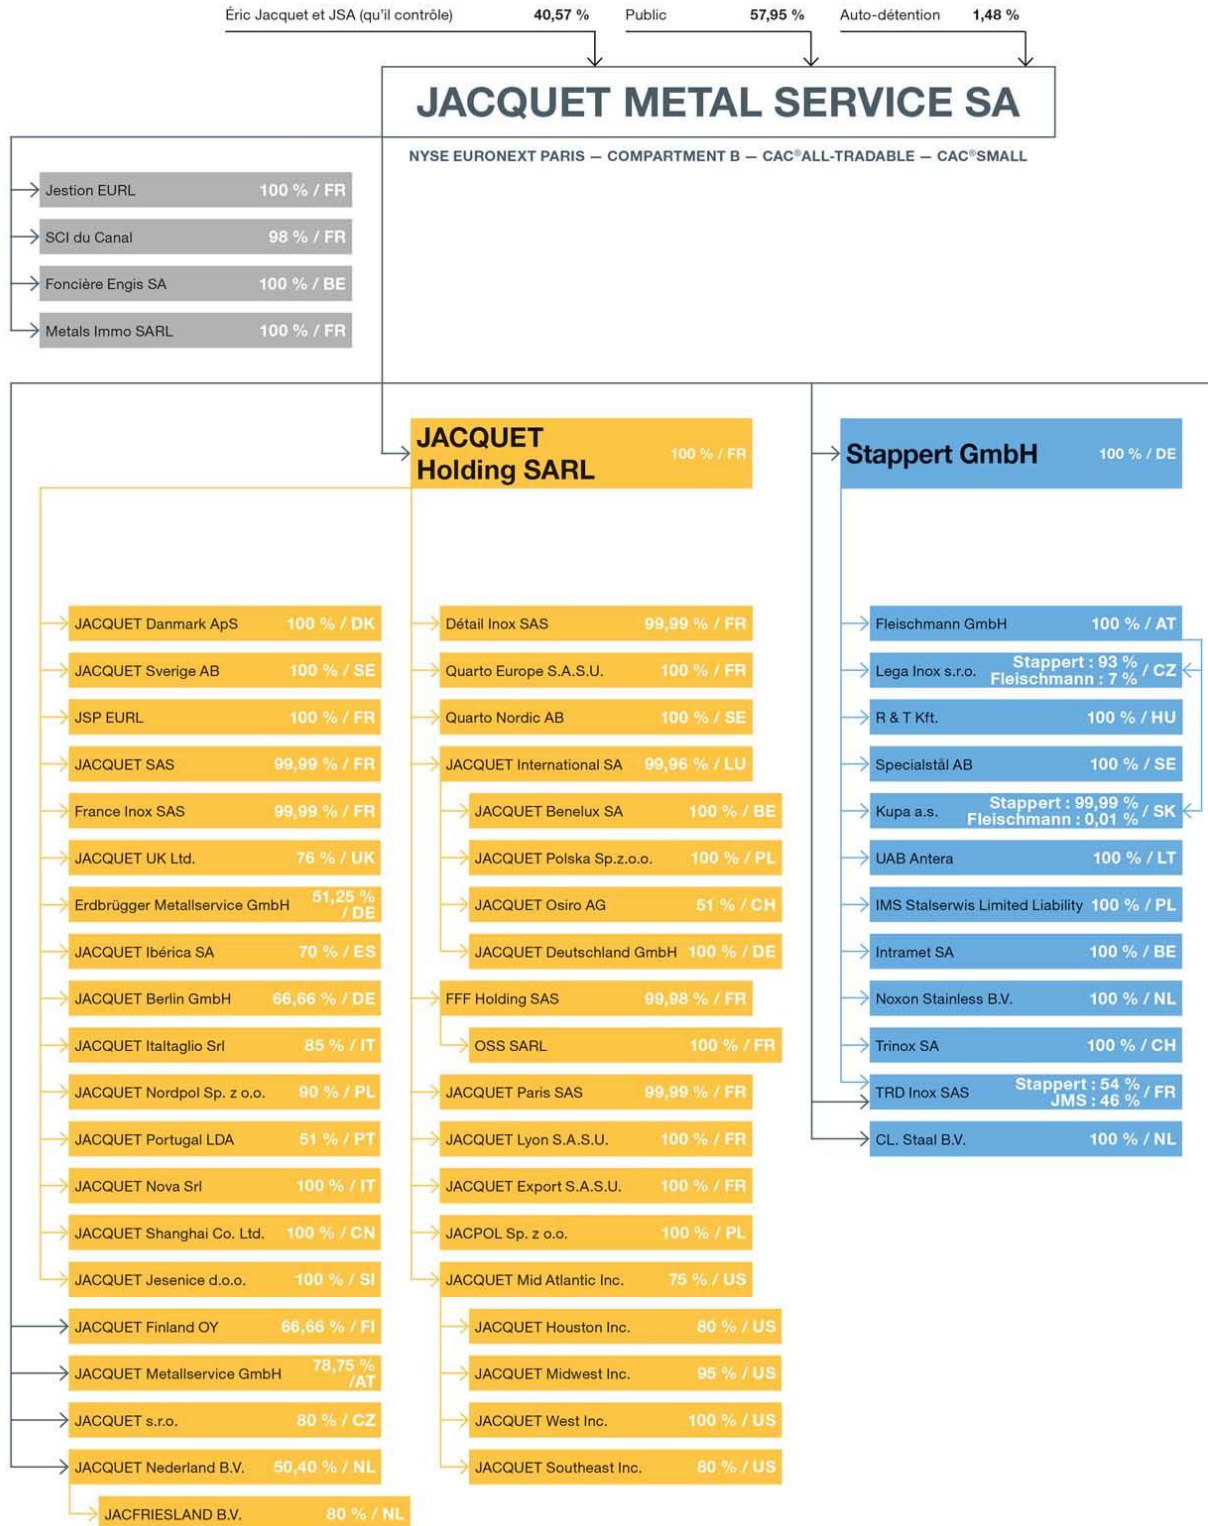 Éric Jacquet et JSA (qu'il contrôle) 40,57 % Public 57,95 % Auto-détention 1,48 %
JACQUET METAL SERVICE SA
NYSE EURONEXT PARIS — COMPARTMENT B — CAC®ALL-TRADABLE — CAC®SMALL
Jestion EURL 100 % / FR
SCI du Canal 98 % / FR
Foncière Engis SA 100 % / BE
Metals Immo SARL 100 % / FR
JACQUET
Holding SARL
100 % / FR
JACQUET Danmark ApS 100 % / DK
JACQUET Sverige AB 100 % / SE
JSP EURL 100 % / FR
JACQUET SAS 99,99 % / FR
France Inox SAS 99,99 % / FR
JACQUET UK Ltd. 76 % / UK
Erdbrügger Metallservice GmbH 51,25 %
/ DE
JACQUET Ibérica SA 70 % / ES
JACQUET Berlin GmbH 66,66 % / DE
JACQUET Italtaglio Srl 85 % / IT
JACQUET Nordpol Sp. z o.o. 90 % / PL
JACQUET Portugal LDA 51 % / PT
JACQUET Nova Srl 100 % / IT
JACQUET Shanghai Co. Ltd. 100 % / CN
JACQUET Jesenice d.o.o. 100 % / SI
JACQUET Finland OY 66,66 % / FI
JACQUET Metallservice GmbH 78,75 %
/AT
JACQUET s.r.o. 80 % / CZ
JACQUET Nederland B.V. 50,40 % / NL
JACFRIESLAND B.V. 80 % / NL
Détail Inox SAS 99,99 % / FR
Quarto Europe S.A.S.U. 100 % / FR
Quarto Nordic AB 100 % / SE
JACQUET International SA 99,96 % / LU
JACQUET Benelux SA 100 % / BE
JACQUET Polska Sp.z.o.o. 100 % / PL
JACQUET Osiro AG 51 % / CH
JACQUET Deutschland GmbH 100 % / DE
FFF Holding SAS 99,98 % / FR
OSS SARL 100 % / FR
JACQUET Paris SAS 99,99 % / FR
JACQUET Lyon S.A.S.U. 100 % / FR
JACQUET Export S.A.S.U. 100 % / FR
JACPOL Sp. z o.o. 100 % / PL
JACQUET Mid Atlantic Inc. 75 % / US
JACQUET Houston Inc. 80 % / US
JACQUET Midwest Inc. 95 % / US
JACQUET West Inc. 100 % / US
JACQUET Southeast Inc. 80 % / US
Stappert GmbH 100 % / DE
Fleischmann GmbH 100 % / AT
Lega Inox s.r.o. Stappert : 93 %
Fleischmann : 7 % / CZ
R & T Kft. 100 % / HU
Specialstål AB 100 % / SE
Kupa a.s. Stappert : 99,99 %
Fleischmann : 0,01 % / SK
UAB Antera 100 % / LT
IMS Stalserwis Limited Liability 100 % / PL
Intramet SA 100 % / BE
Noxon Stainless B.V. 100 % / NL
Trinox SA 100 % / CH
TRD Inox SAS Stappert : 54 %
JMS : 46 % / FR
CL. Staal B.V. 100 % / NL